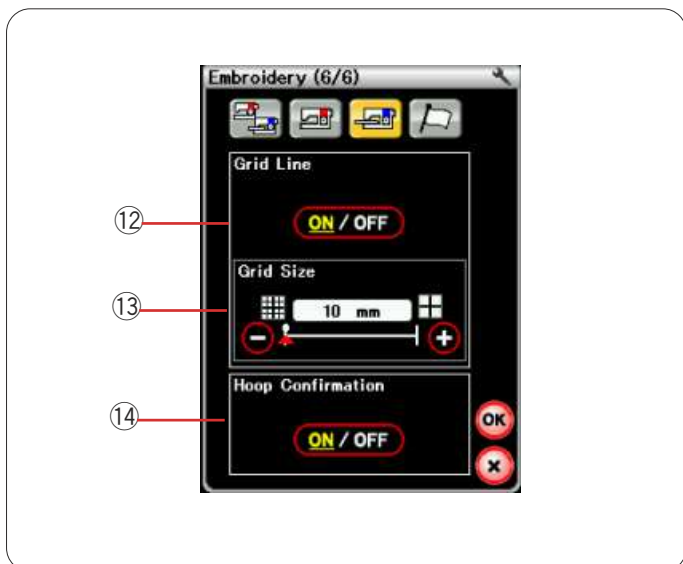 Embroidery (6/6)
Grid Line
⑫
ON / OFF
Grid Size
⑬
10 mm
Hoop Confirmation
⑭
ON / OFF
OK